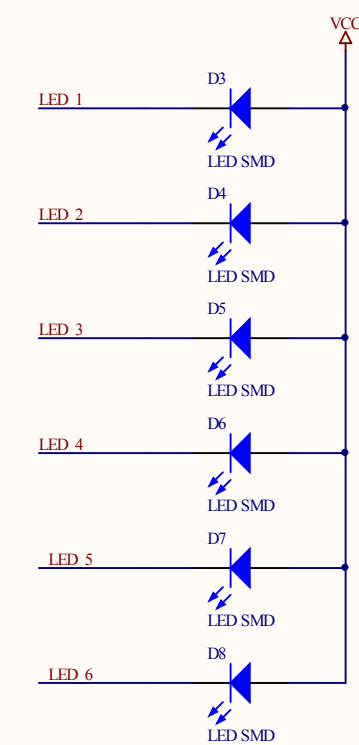 VCC
D3
LED 1
LED SMD
D4
LED 2
LED SMD
D5
LED 3
LED SMD
D6
LED 4
LED SMD
D7
LED 5
LED SMD
D8
LED 6
LED SMD